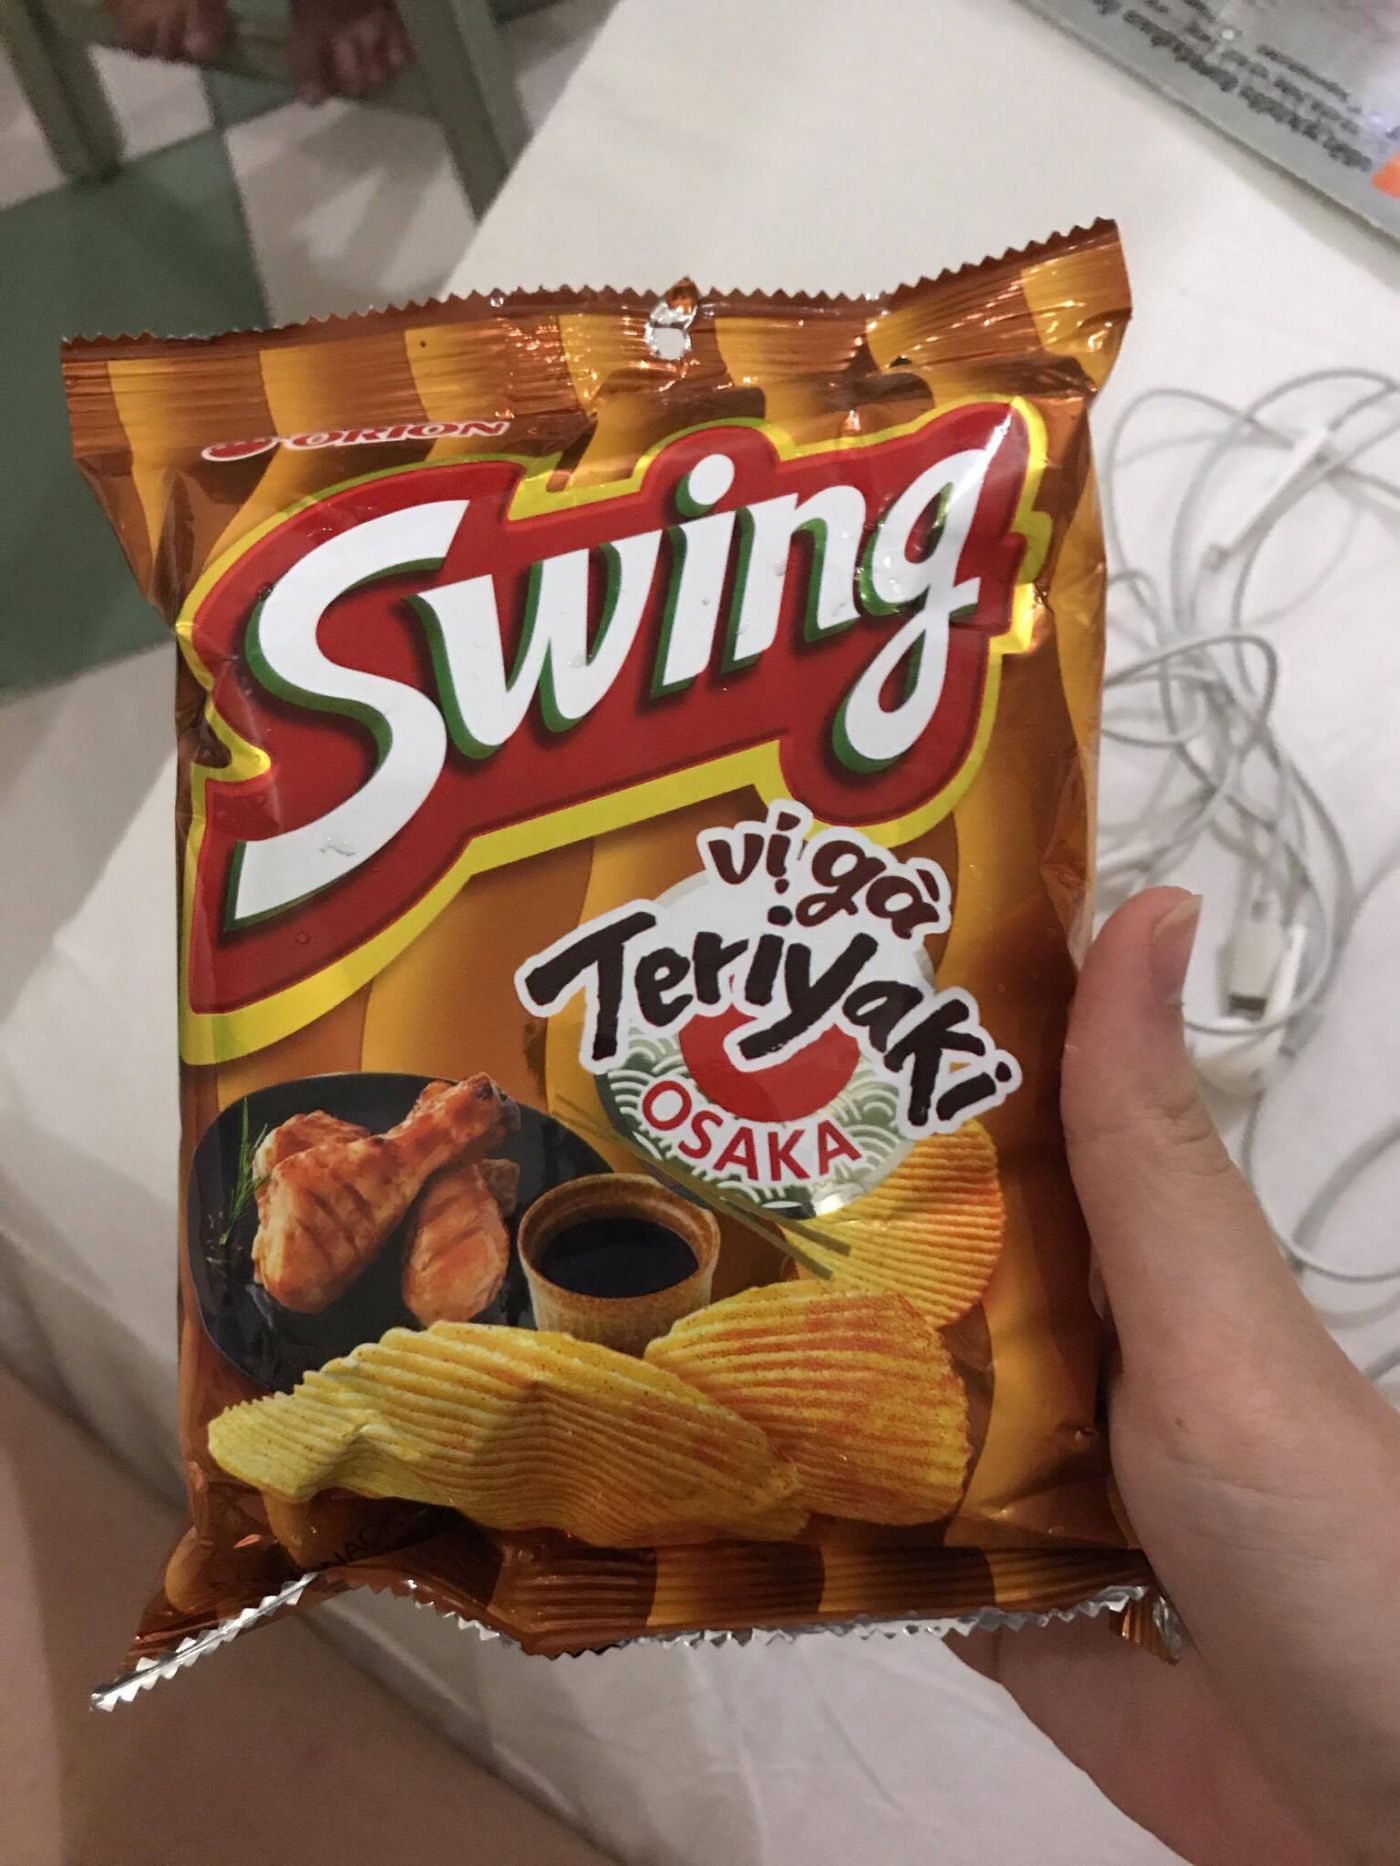 ORION
Swing
vị gà
Teriyaki
OSAKA